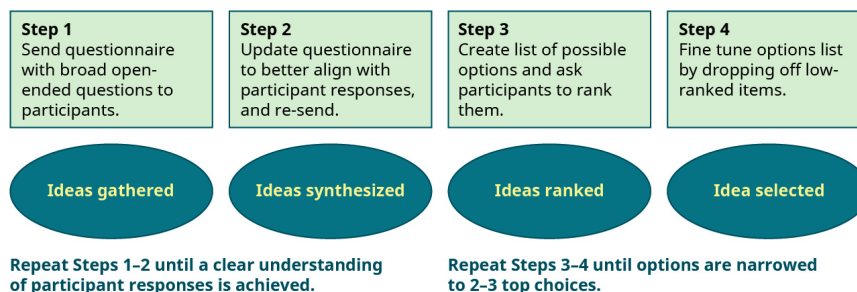 Step 1
Send questionnaire
with broad open-
ended questions to
participants.
Step 2
Update questionnaire
to better align with
participant responses,
and re-send.
Step 3
Create list of possible
options and ask
participants to rank
them.
Step 4
Fine tune options list
by dropping off low-
ranked items.
Ideas gathered
Ideas synthesized
Ideas ranked
Idea selected
Repeat Steps 1–2 until a clear understanding
of participant responses is achieved.
Repeat Steps 3–4 until options are narrowed
to 2–3 top choices.